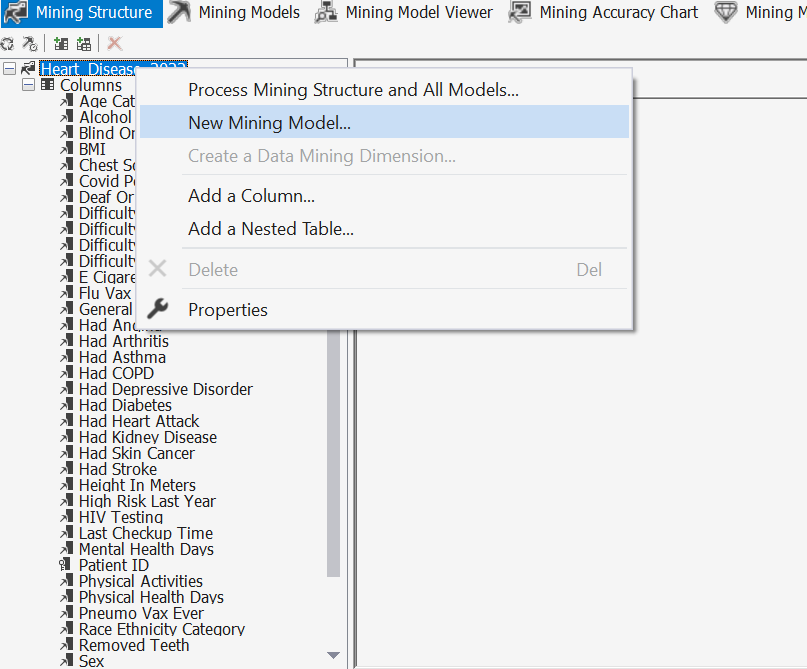 Mining Structure Mining Models Mining Model Viewer Mining Accuracy Chart Mining M
Heart_Disease_2022
Columns
Age Cat
Alcohol
Blind Or
BMI
Chest Sc
Covid Po
Deaf Or
Difficulty
Difficulty
Difficulty
Difficulty
E Cigare
Flu Vax
General
Had Angina
Had Arthritis
Had Asthma
Had COPD
Had Depressive Disorder
Had Diabetes
Had Heart Attack
Had Kidney Disease
Had Skin Cancer
Had Stroke
Height In Meters
High Risk Last Year
HIV Testing
Last Checkup Time
Mental Health Days
Patient ID
Physical Activities
Physical Health Days
Pneumo Vax Ever
Race Ethnicity Category
Removed Teeth
Sex
Process Mining Structure and All Models...
New Mining Model...
Create a Data Mining Dimension...
Add a Column...
Add a Nested Table...
Delete Del
Properties